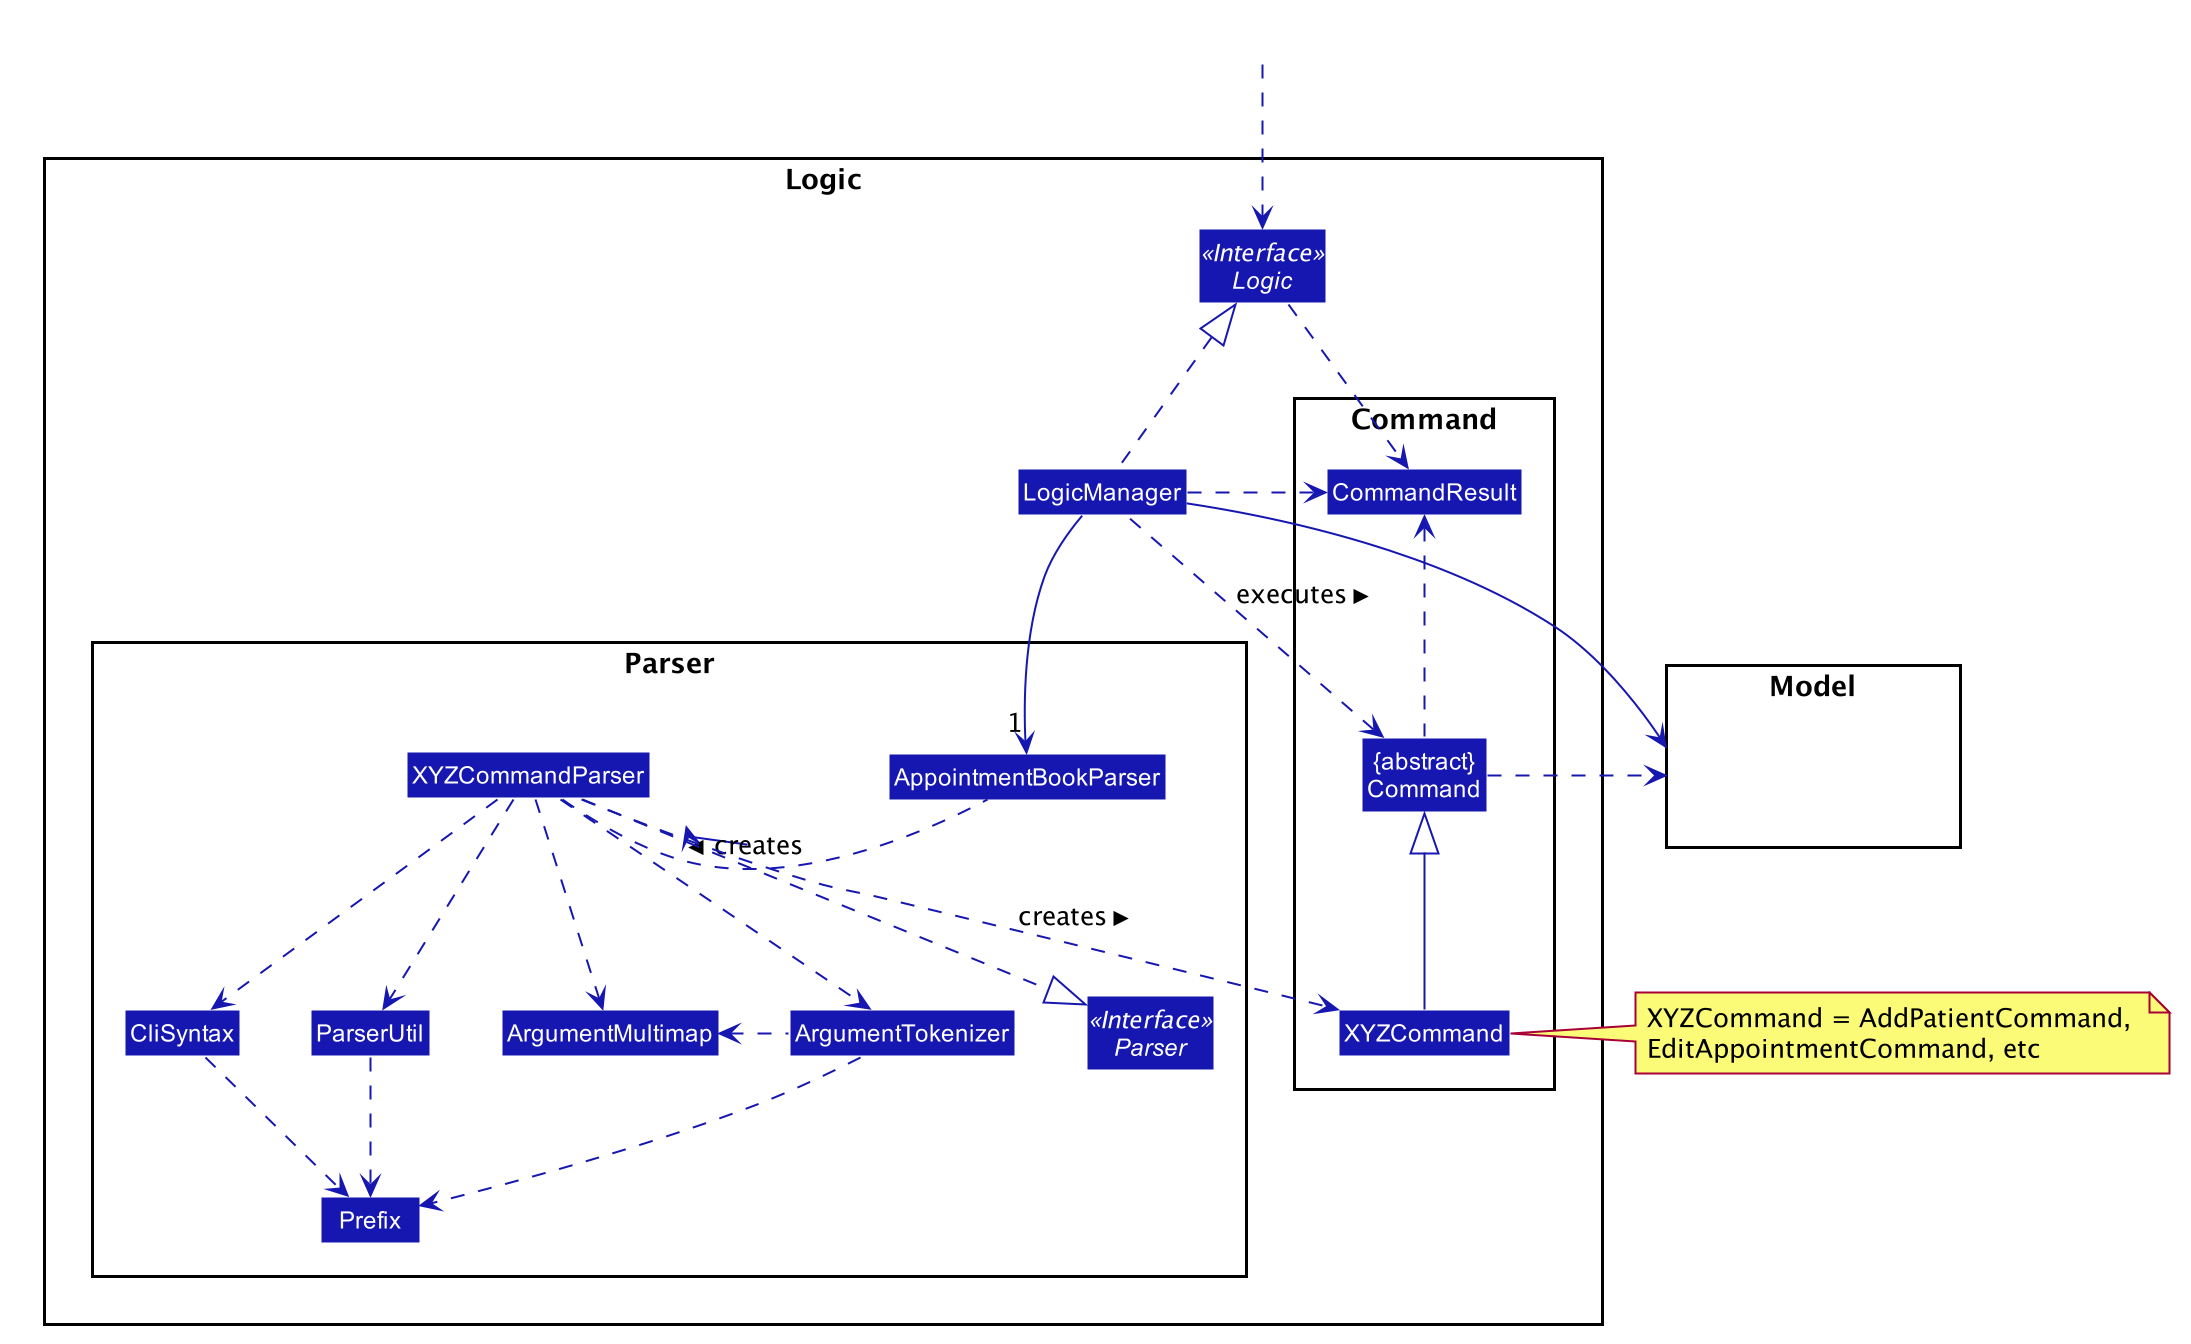 Logic
«Interface»
Logic
Command
LogicManager
CommandResult
executes ▶
Parser
Model
1
XYZCommandParser
AppointmentBookParser
{abstract}
Command
◀ creates
creates ▶
CliSyntax
ParserUtil
ArgumentMultimap
ArgumentTokenizer
«Interface»
Parser
XYZCommand
XYZCommand = AddPatientCommand,
EditAppointmentCommand, etc
Prefix